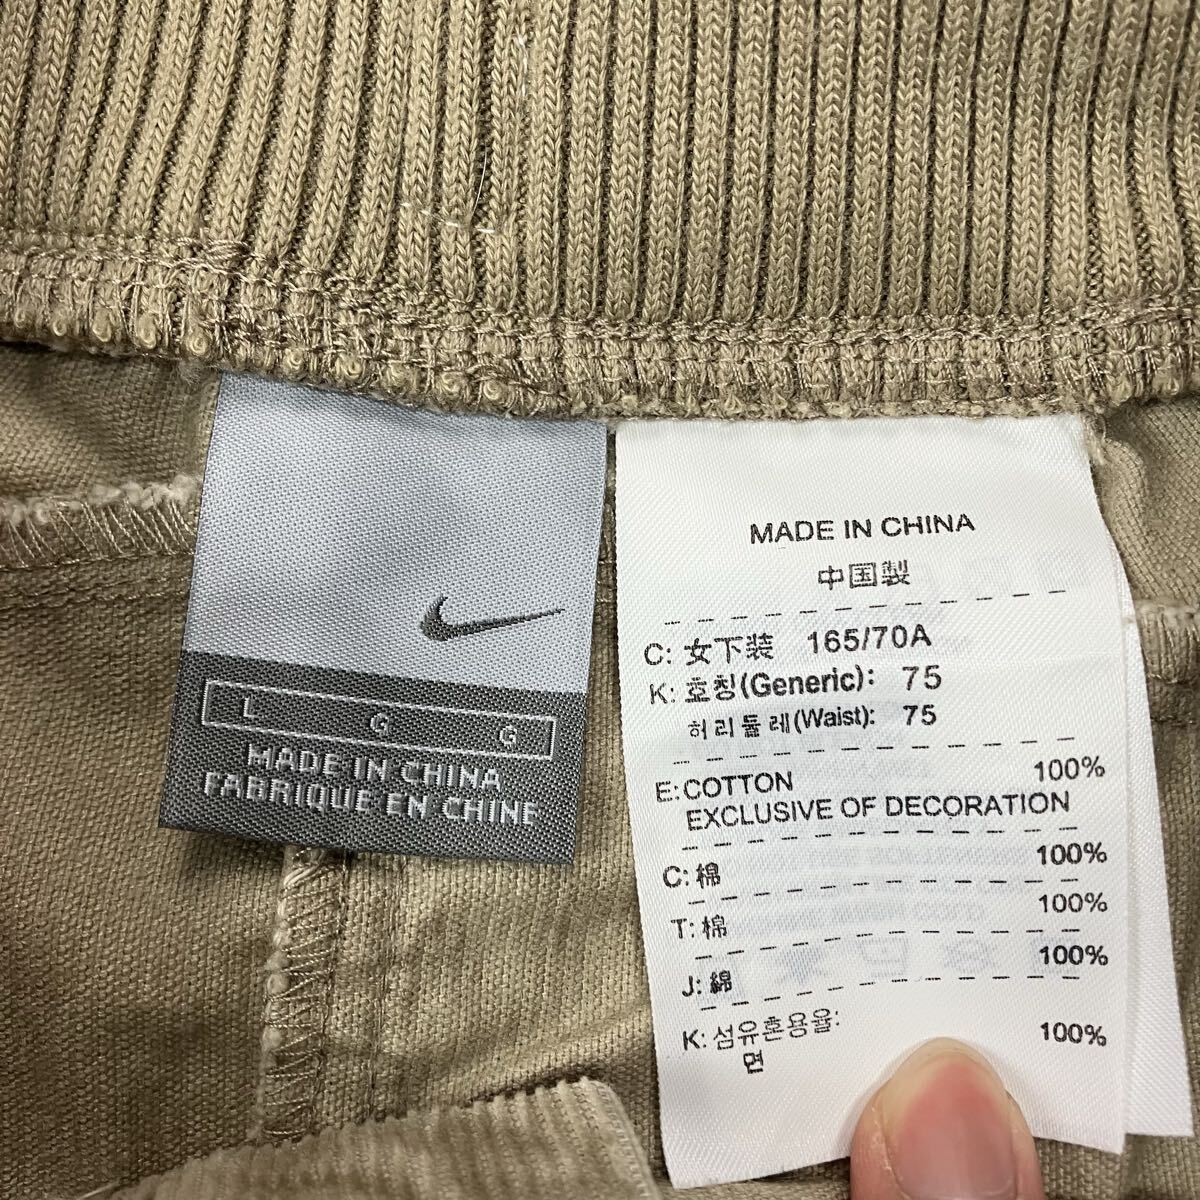 L G G
MADE IN CHINA
FABRIQUE EN CHINE
MADE IN CHINA
中国製
C: 女下装 165/70A
K: 호칭(Generic): 75
허리둘레(Waist): 75
E:COTTON 100%
EXCLUSIVE OF DECORATION
C: 棉 100%
T: 棉 100%
J: 綿 100%
K: 섬유혼용율:
면 100%